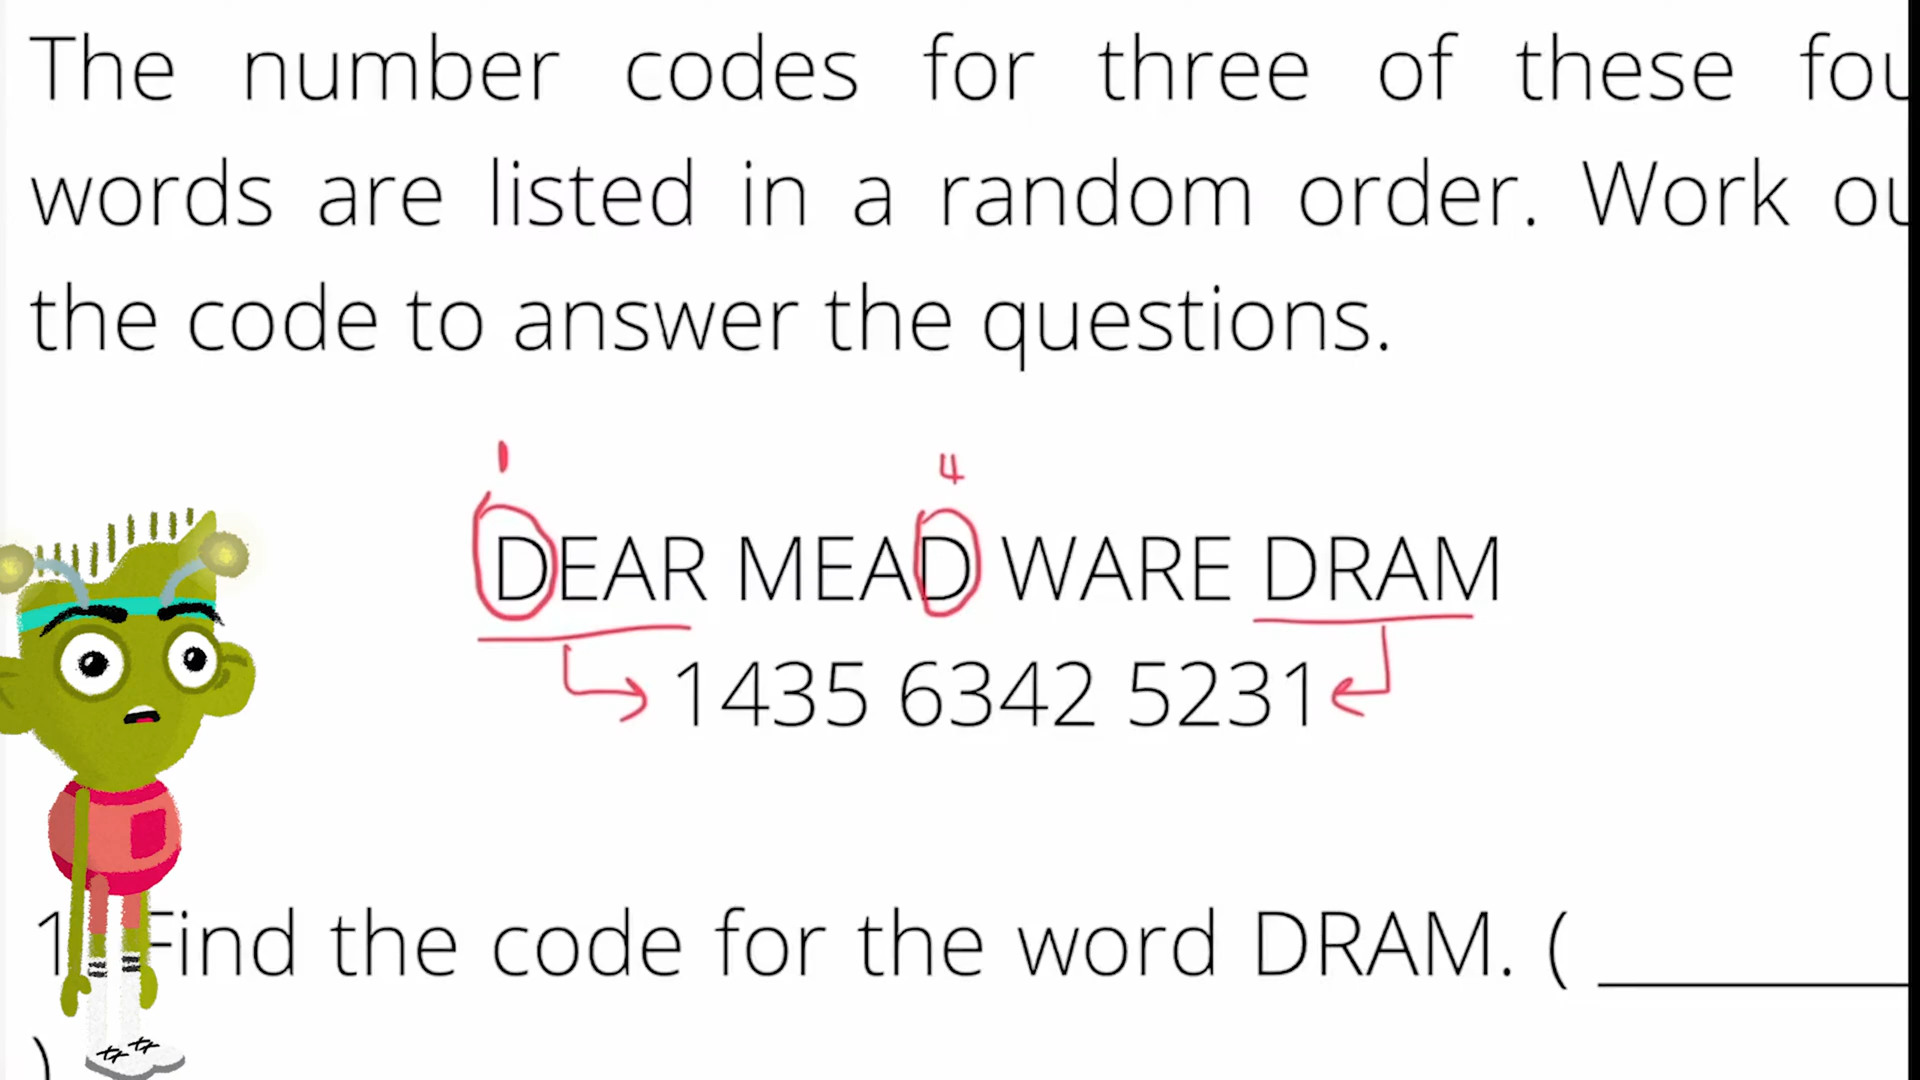 The number codes for three of these fou
words are listed in a random order. Work ou
the code to answer the questions.
1 4
DEAR MEAD WARE DRAM
1435 6342 5231
1 Find the code for the word DRAM. ( ________
)